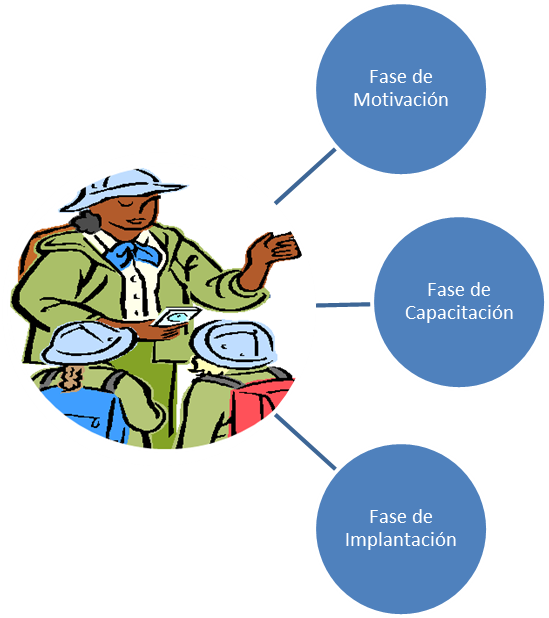 Fase de
Motivación
Fase de
Capacitación
Fase de
Implantación